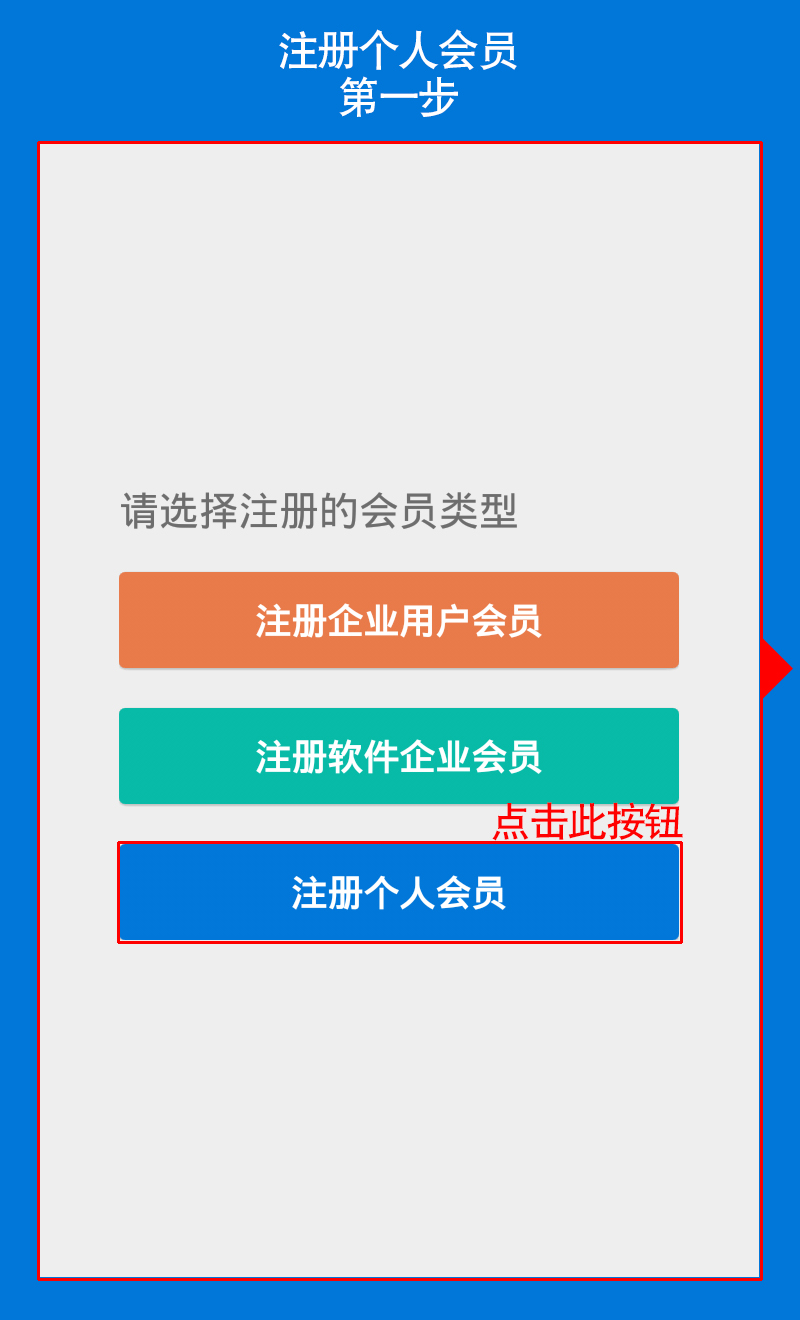 注册个人会员
第一步
请选择注册的会员类型
注册企业用户会员
注册软件企业会员
点击此按钮
注册个人会员